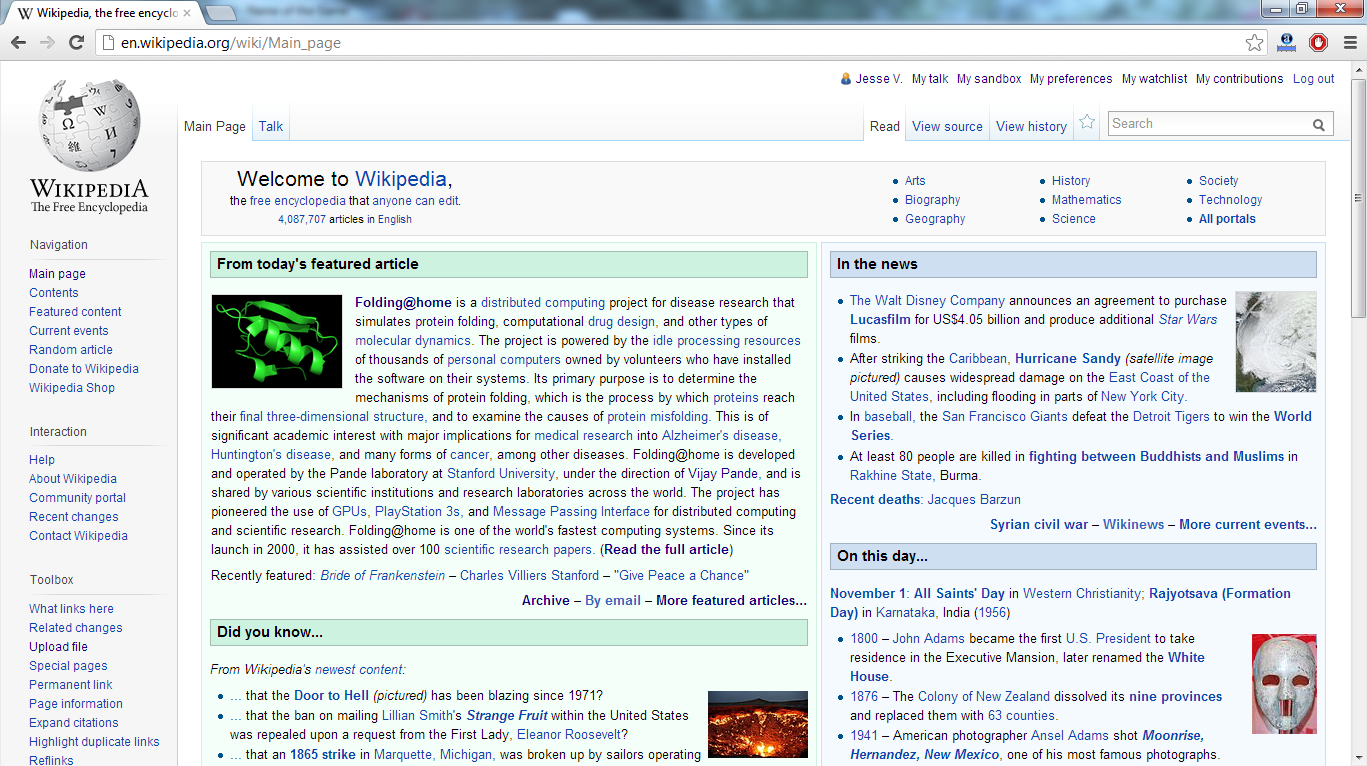 Wikipedia, the free encyclo
en.wikipedia.org/wiki/Main_page
Jesse V. My talk My sandbox My preferences My watchlist My contributions Log out
Main Page Talk Read View source View history Search
WIKIPEDIA
The Free Encyclopedia
Navigation
Main page
Contents
Featured content
Current events
Random article
Donate to Wikipedia
Wikipedia Shop
Interaction
Help
About Wikipedia
Community portal
Recent changes
Contact Wikipedia
Toolbox
What links here
Related changes
Upload file
Special pages
Permanent link
Page information
Expand citations
Highlight duplicate links
Reflinks
Welcome to Wikipedia,
the free encyclopedia that anyone can edit.
4,087,707 articles in English
Arts
Biography
Geography
History
Mathematics
Science
Society
Technology
All portals
From today's featured article
Folding@home is a distributed computing project for disease research that
simulates protein folding, computational drug design, and other types of
molecular dynamics. The project is powered by the idle processing resources
of thousands of personal computers owned by volunteers who have installed
the software on their systems. Its primary purpose is to determine the
mechanisms of protein folding, which is the process by which proteins reach
their final three-dimensional structure, and to examine the causes of protein misfolding. This is of
significant academic interest with major implications for medical research into Alzheimer's disease,
Huntington's disease, and many forms of cancer, among other diseases. Folding@home is developed
and operated by the Pande laboratory at Stanford University, under the direction of Vijay Pande, and is
shared by various scientific institutions and research laboratories across the world. The project has
pioneered the use of GPUs, PlayStation 3s, and Message Passing Interface for distributed computing
and scientific research. Folding@home is one of the world's fastest computing systems. Since its
launch in 2000, it has assisted over 100 scientific research papers. (Read the full article)
Recently featured: Bride of Frankenstein – Charles Villiers Stanford – "Give Peace a Chance"
Archive – By email – More featured articles...
Did you know...
From Wikipedia's newest content:
... that the Door to Hell (pictured) has been blazing since 1971?
... that the ban on mailing Lillian Smith's Strange Fruit within the United States
was repealed upon a request from the First Lady, Eleanor Roosevelt?
... that an 1865 strike in Marquette, Michigan, was broken up by sailors operating
In the news
The Walt Disney Company announces an agreement to purchase
Lucasfilm for US$4.05 billion and produce additional Star Wars
films.
After striking the Caribbean, Hurricane Sandy (satellite image
pictured) causes widespread damage on the East Coast of the
United States, including flooding in parts of New York City.
In baseball, the San Francisco Giants defeat the Detroit Tigers to win the World
Series.
At least 80 people are killed in fighting between Buddhists and Muslims in
Rakhine State, Burma.
Recent deaths: Jacques Barzun
Syrian civil war – Wikinews – More current events...
On this day...
November 1: All Saints' Day in Western Christianity; Rajyotsava (Formation
Day) in Karnataka, India (1956)
1800 – John Adams became the first U.S. President to take
residence in the Executive Mansion, later renamed the White
House.
1876 – The Colony of New Zealand dissolved its nine provinces
and replaced them with 63 counties.
1941 – American photographer Ansel Adams shot Moonrise,
Hernandez, New Mexico, one of his most famous photographs.